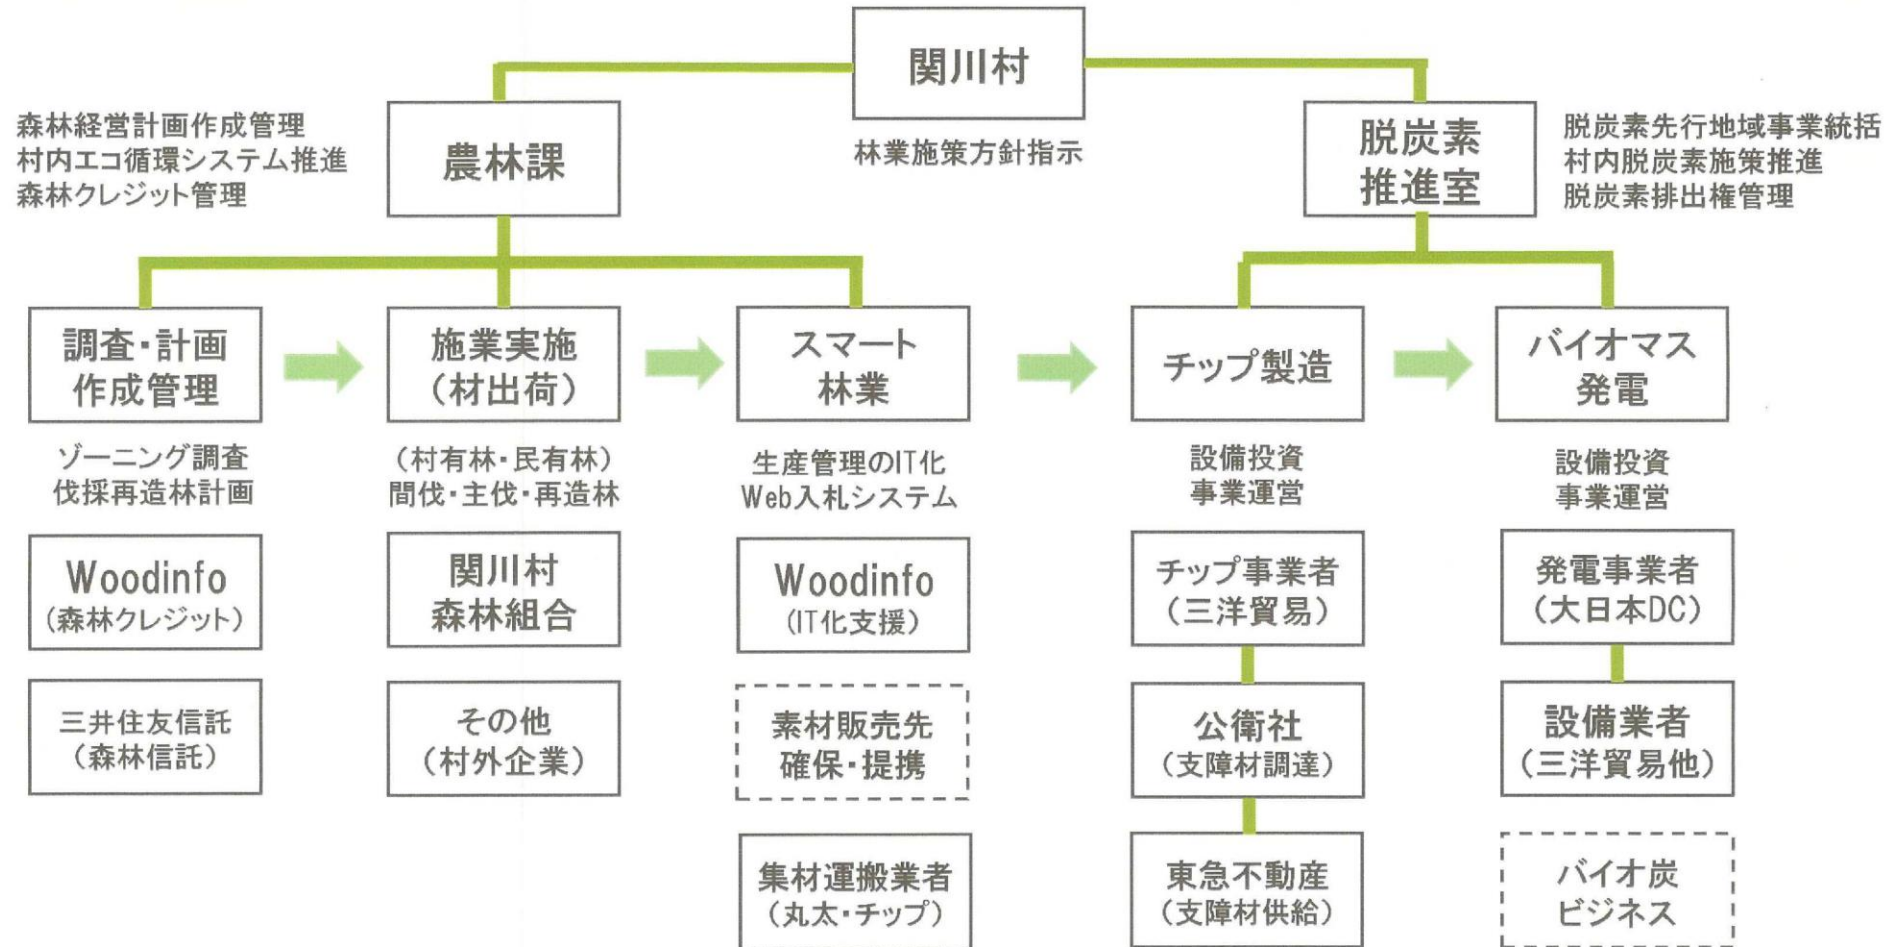 関川村
林業施策方針指示
森林経営計画作成管理
村内エコ循環システム推進
森林クレジット管理
農林課
脱炭素
推進室
脱炭素先行地域事業統括
村内脱炭素施策推進
脱炭素排出権管理
調査・計画
作成管理
ゾーニング調査
伐採再造林計画
Woodinfo
(森林クレジット)
三井住友信託
(森林信託)
施業実施
(材出荷)
(村有林・民有林)
間伐・主伐・再造林
関川村
森林組合
その他
(村外企業)
スマート
林業
生産管理のIT化
Web入札システム
Woodinfo
(IT化支援)
素材販売先
確保・提携
集材運搬業者
(丸太・チップ)
チップ製造
設備投資
事業運営
チップ事業者
(三洋貿易)
公衛社
(支障材調達)
東急不動産
(支障材供給)
バイオマス
発電
設備投資
事業運営
発電事業者
(大日本DC)
設備業者
(三洋貿易他)
バイオ炭
ビジネス